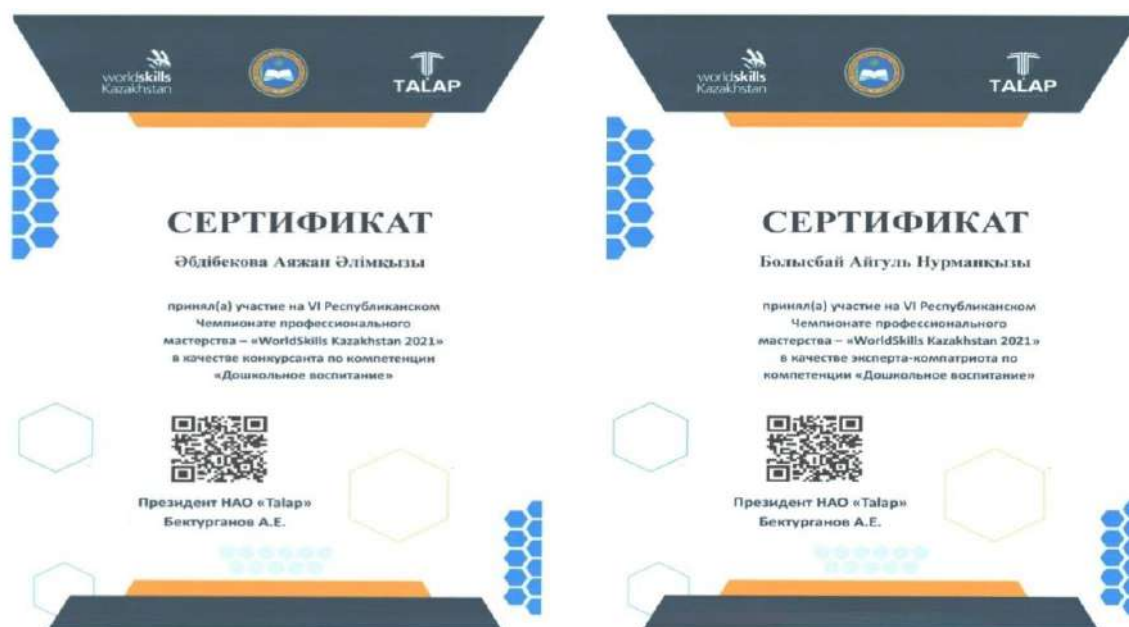 worldskills
Kazakhstan
TALAP
СЕРТИФИКАТ
Әбдібекова Аяжан Әлімқызы
принял(а) участие на VI Республиканском
Чемпионате профессионального
мастерства – «WorldSkills Kazakhstan 2021»
в качестве конкурсанта по компетенции
«Дошкольное воспитание»
Президент НАО «Talap»
Бектурганов А.Е.
worldskills
Kazakhstan
TALAP
СЕРТИФИКАТ
Болысбай Айгуль Нурманқызы
принял(а) участие на VI Республиканском
Чемпионате профессионального
мастерства – «WorldSkills Kazakhstan 2021»
в качестве эксперта-компатриота по
компетенции «Дошкольное воспитание»
Президент НАО «Talap»
Бектурганов А.Е.